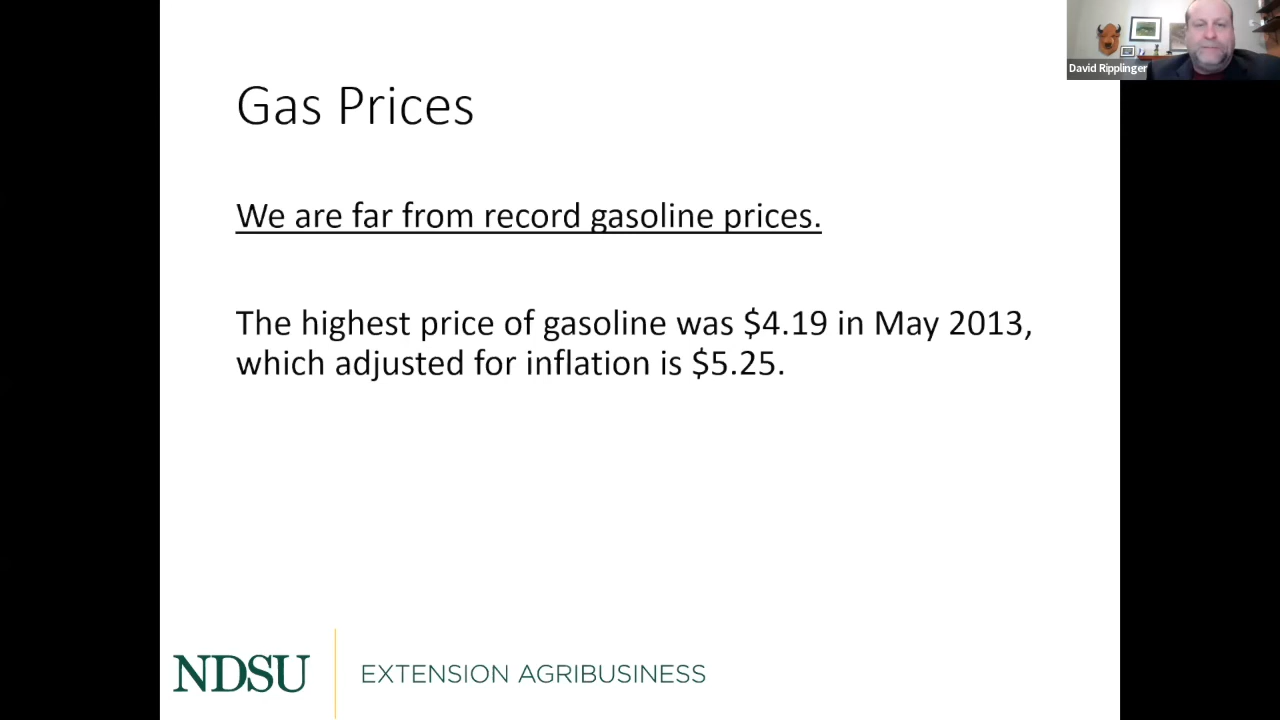 David Ripplinger
Gas Prices
We are far from record gasoline prices.
The highest price of gasoline was $4.19 in May 2013,
which adjusted for inflation is $5.25.
NDSU
EXTENSION AGRIBUSINESS